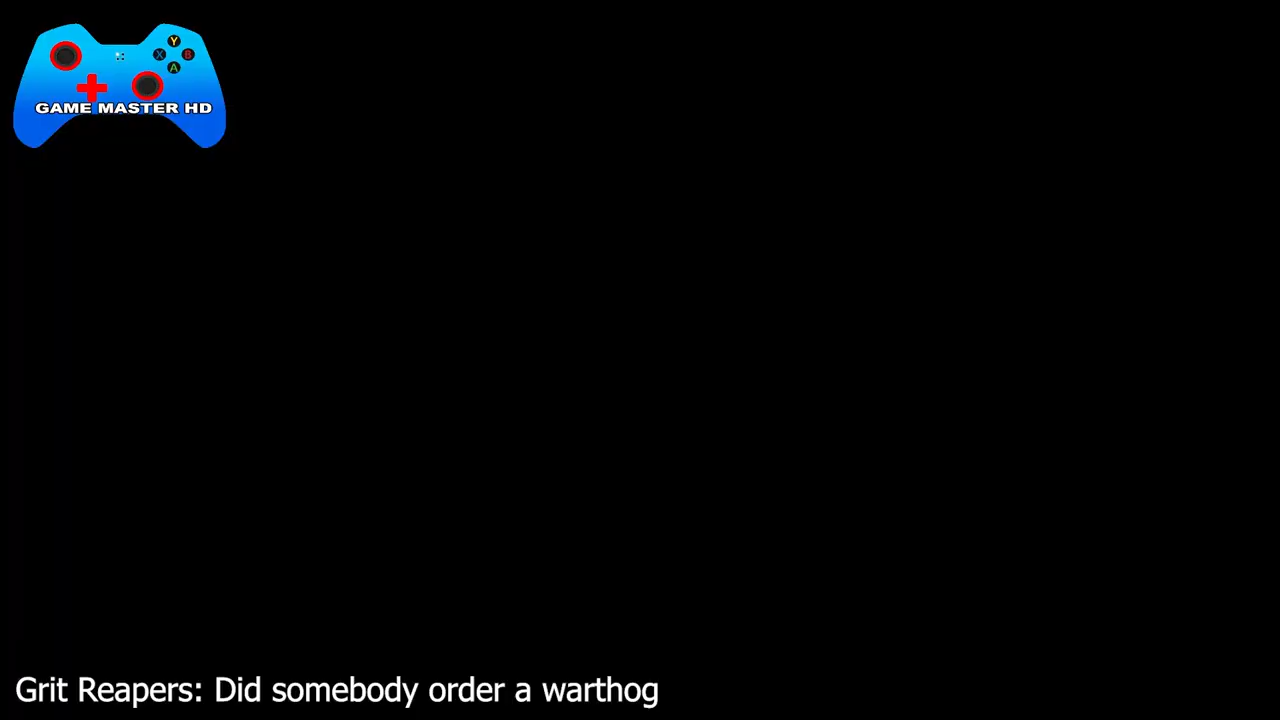 Y
X B
A
GAME MASTER HD
Grit Reapers: Did somebody order a warthog